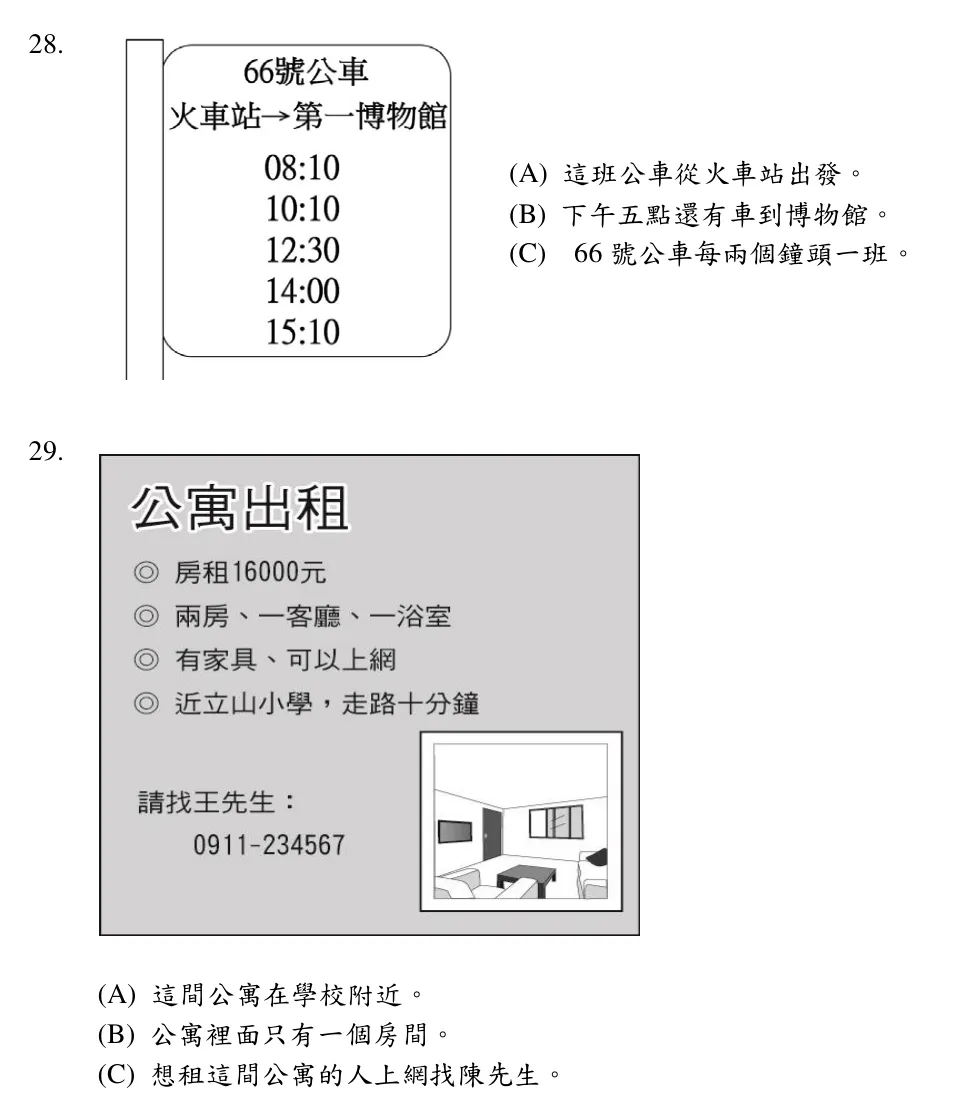 28.
66號公車
火車站→第一博物館
08:10
10:10
12:30
14:00
15:10
(A) 這班公車從火車站出發。
(B) 下午五點還有車到博物館。
(C) 66 號公車每兩個鐘頭一班。
29.
公寓出租
◎ 房租16000元
◎ 兩房、一客廳、一浴室
◎ 有家具、可以上網
◎ 近立山小學，走路十分鐘
請找王先生：
0911-234567
(A) 這間公寓在學校附近。
(B) 公寓裡面只有一個房間。
(C) 想租這間公寓的人上網找陳先生。